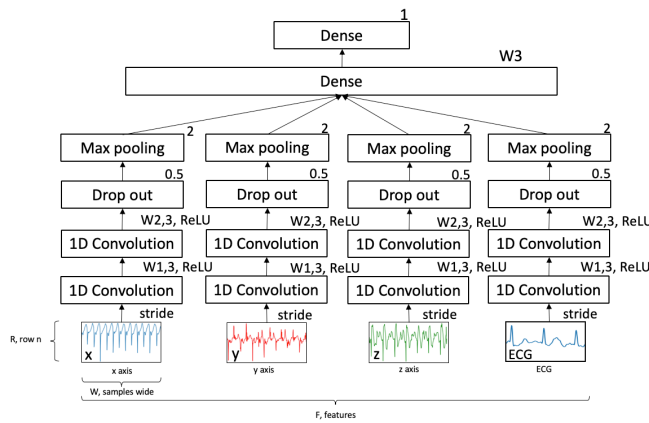 1
Dense
W3
Dense
2 2 2 2
Max pooling Max pooling Max pooling Max pooling
0.5 0.5 0.5 0.5
Drop out Drop out Drop out Drop out
W2,3, ReLU W2,3, ReLU W2,3, ReLU W2,3, ReLU
1D Convolution 1D Convolution 1D Convolution 1D Convolution
W1,3, ReLU W1,3, ReLU W1,3, ReLU W1,3, ReLU
1D Convolution 1D Convolution 1D Convolution 1D Convolution
stride stride stride stride
R, row n x y z ECG
x axis y axis z axis ECG
W, samples wide
F, features